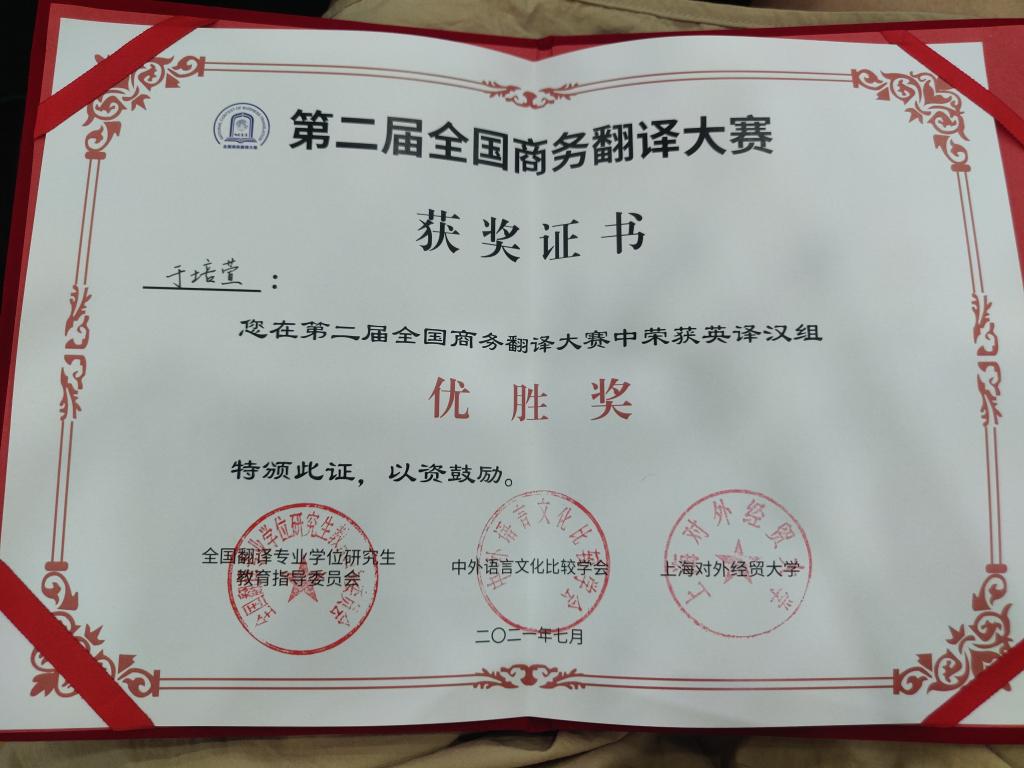 第二届全国商务翻译大赛
获奖证书
于培萱：
您在第二届全国商务翻译大赛中荣获英译汉组
优胜奖
特颁此证，以资鼓励。
全国翻译专业学位研究生
教育指导委员会
中外语言文化比较学会
上海对外经贸大学
二〇二一年七月